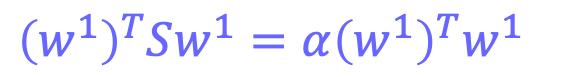 (w¹)ᵀSw¹ = α(w¹)ᵀw¹